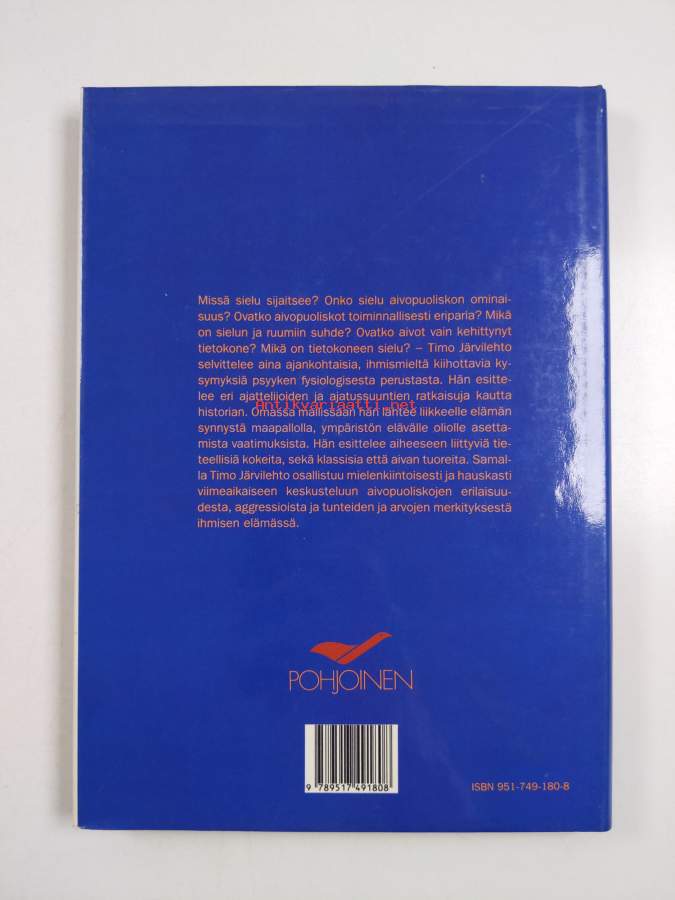 Missä sielu sijaitsee? Onko sielu aivopuoliskon ominai-
suus? Ovatko aivopuoliskot toiminnallisesti eriparia? Mikä
on sielun ja ruumiin suhde? Ovatko aivot vain kehittynyt
tietokone? Mikä on tietokoneen sielu? – Timo Järvilehto
selvittelee aina ajankohtaisia, ihmismieltä kiihottavia ky-
symyksiä psyyken fysiologisesta perustasta. Hän esitte-
lee eri ajattelijoiden ja ajatussuuntien ratkaisuja kautta
Antikvariaatti.net
historian. Omassa mallissaan hän lähtee liikkeelle elämän
synnystä maapallolla, ympäristön elävälle oliolle asetta-
mista vaatimuksista. Hän esittelee aiheeseen liittyviä tie-
teellisiä kokeita, sekä klassisia että aivan tuoreita. Samal-
la Timo Järvilehto osallistuu mielenkiintoisesti ja hauskasti
viimeaikaiseen keskusteluun aivopuoliskojen erilaisuu-
desta, aggressioista ja tunteiden ja arvojen merkityksestä
ihmisen elämässä.
POHJOINEN
9 789517 491808
ISBN 951-749-180-8